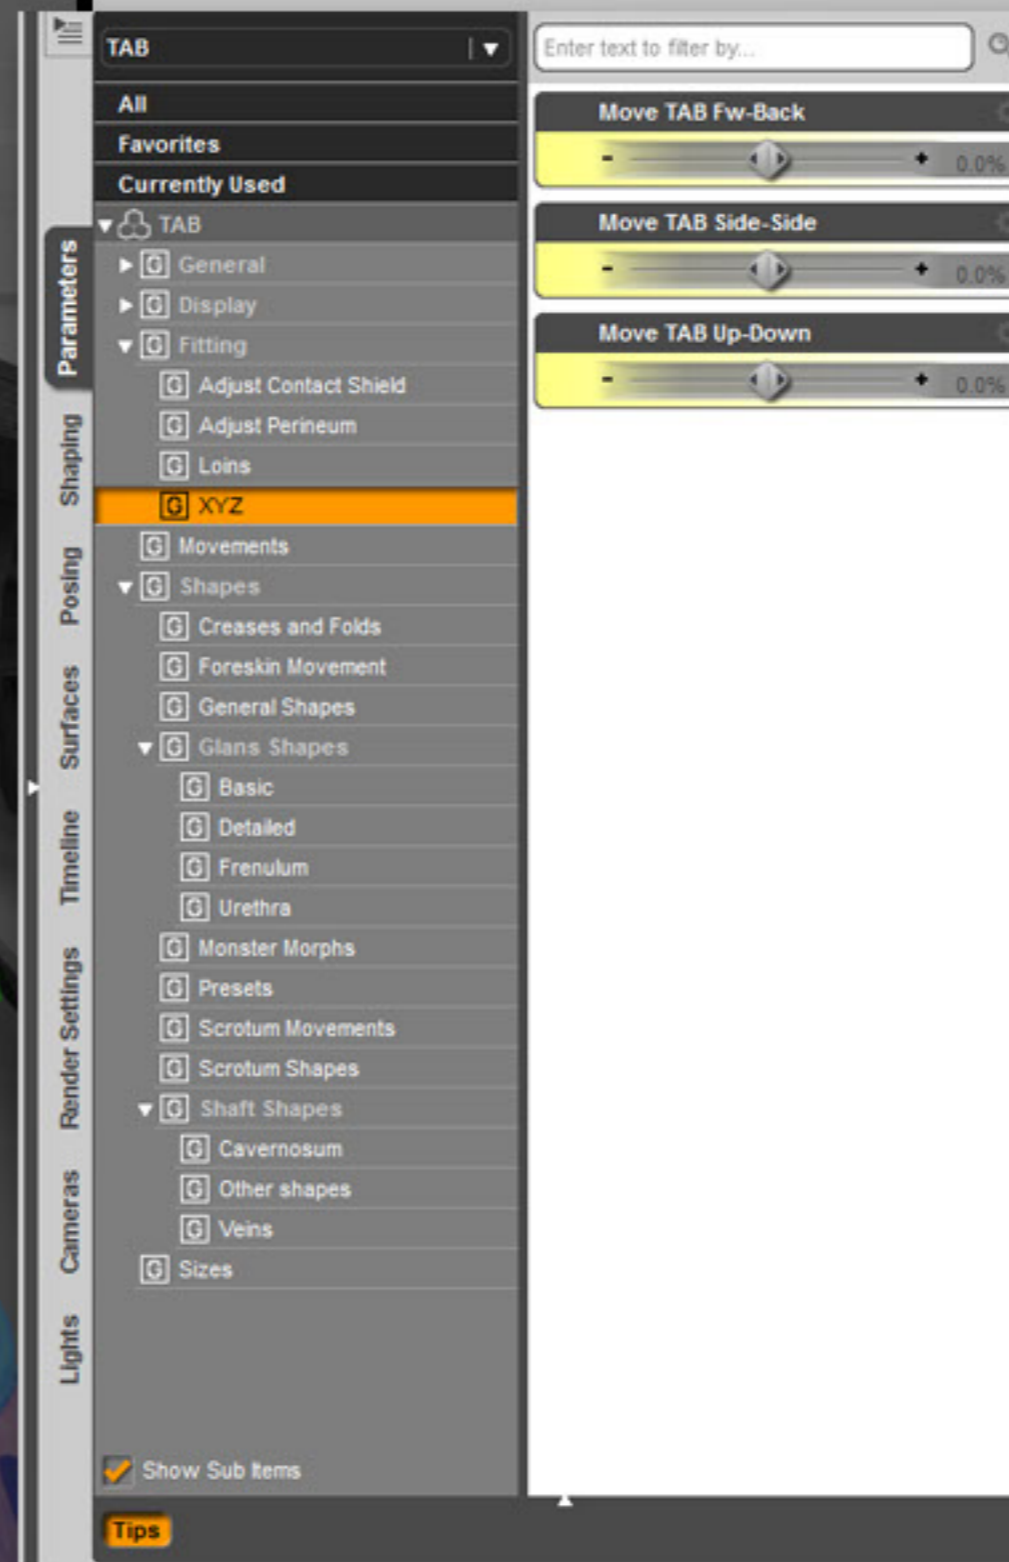 TAB
All
Favorites
Currently Used
TAB
General
Display
Fitting
Adjust Contact Shield
Adjust Perineum
Loins
XYZ
Movements
Shapes
Creases and Folds
Foreskin Movement
General Shapes
Glans Shapes
Basic
Detailed
Frenulum
Urethra
Monster Morphs
Presets
Scrotum Movements
Scrotum Shapes
Shaft Shapes
Cavernosum
Other shapes
Veins
Sizes
Show Sub Items
Tips
Parameters
Shaping
Posing
Surfaces
Timeline
Render Settings
Cameras
Lights
Enter text to filter by...
Move TAB Fw-Back
- + 0.0%
Move TAB Side-Side
- + 0.0%
Move TAB Up-Down
- + 0.0%